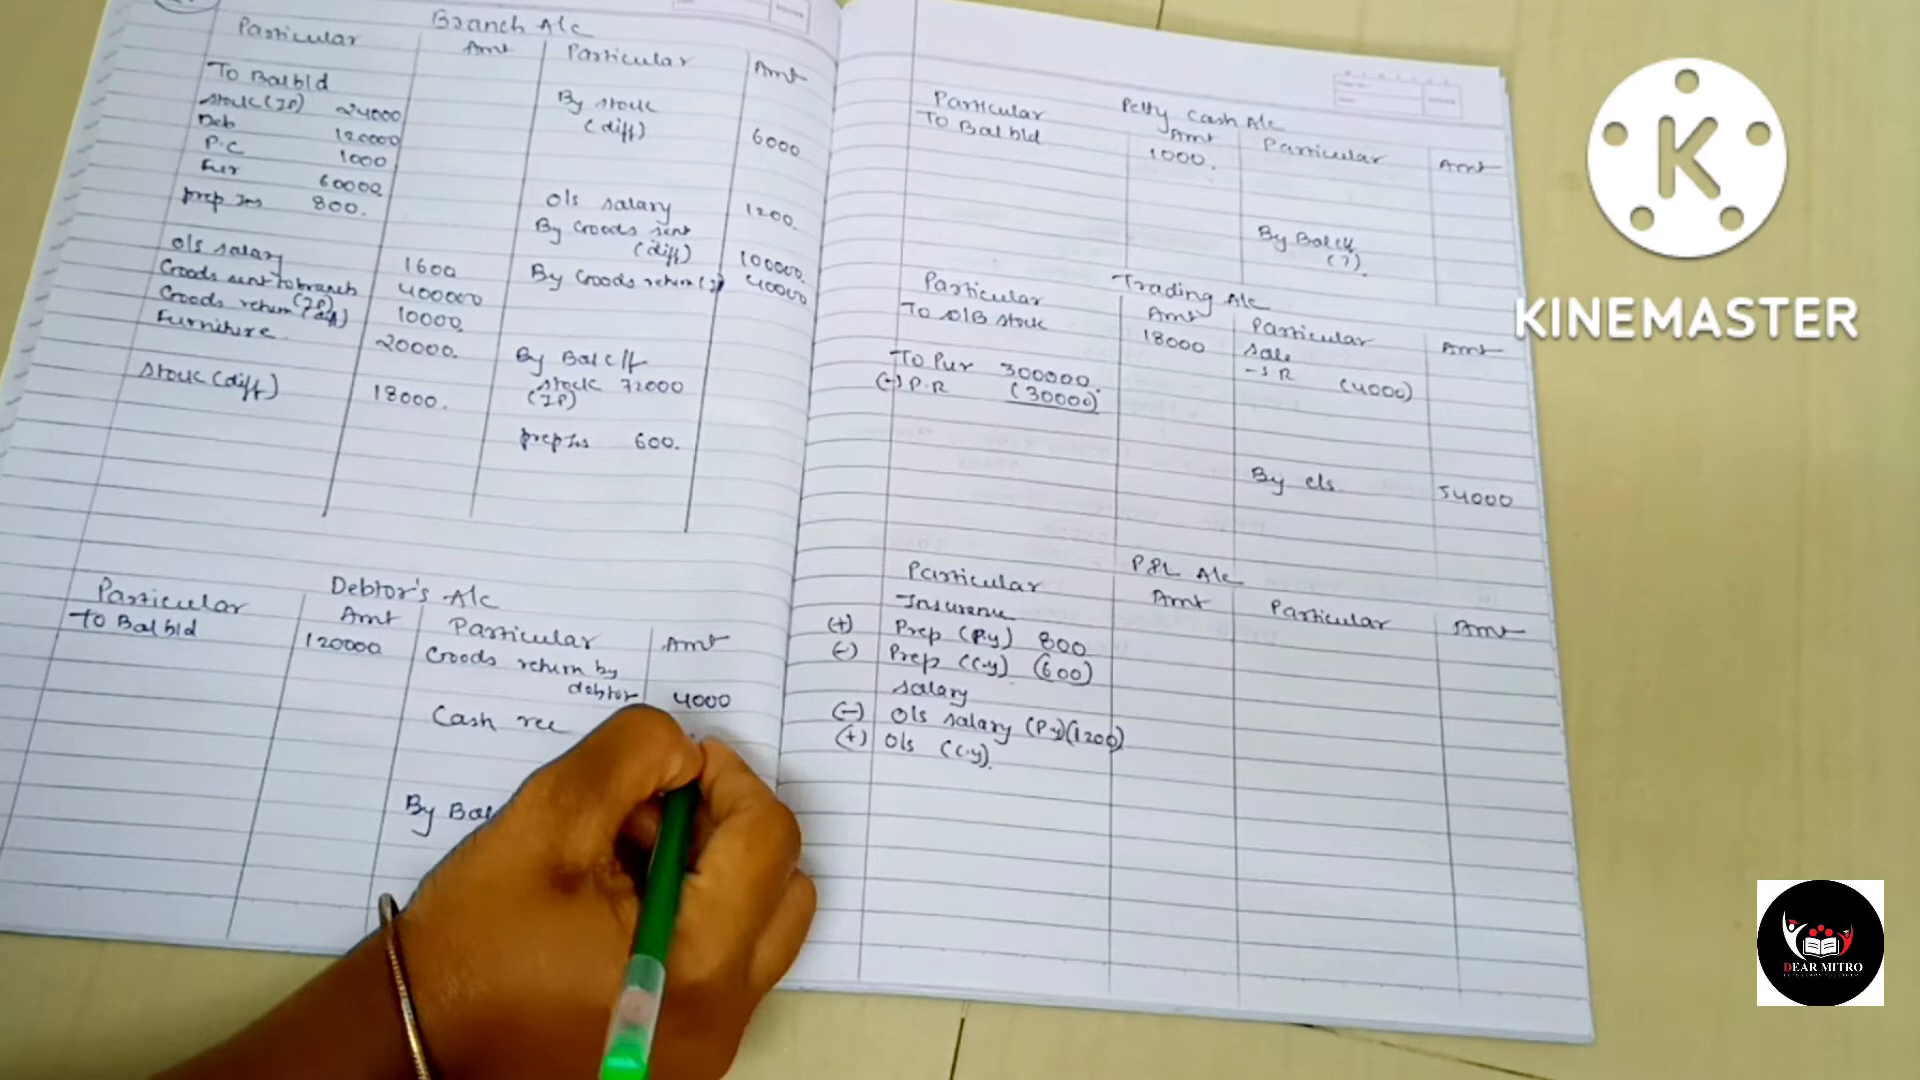 Branch A/c
Particular Amt Particular Amt
To Bal b/d
Stock (IP) 24000
Deb 120000
P.C 1000
Fur 60000
prep Ins 800.
O/s salary 1600
Goods sent to branch (IP) 400000
Goods return (diff) 10000
Furniture 20000.
Stock (diff) 18000.
By stock (diff) 6000
O/s salary 1200
By Goods sent (diff) 100000
By Goods return (I) 40000
By Bal c/f
Stock 72000
(IP)
prep Ins 600.
Debtor's A/c
Particular Amt Particular Amt
To Bal b/d 120000
Goods return by
debtor 4000
Cash rec
By Bal
Petty Cash A/c
Particular Amt Particular Amt
To Bal b/d 1000.
By Bal c/f
(?).
Trading A/c
Particular Amt Particular Amt
To O/B stock 18000
Sale
- S R (4000)
To Pur 300000.
(-) P.R (30000)
By cls. 54000
P&L A/c
Particular Amt Particular Amt
Insurence
(+) Prep (P.y) 800
(-) Prep (C.y) (600)
Salary
(-) O/s salary (P.y) (1200)
(+) O/s (C.y).
K
KINEMASTER
DEAR MITRO